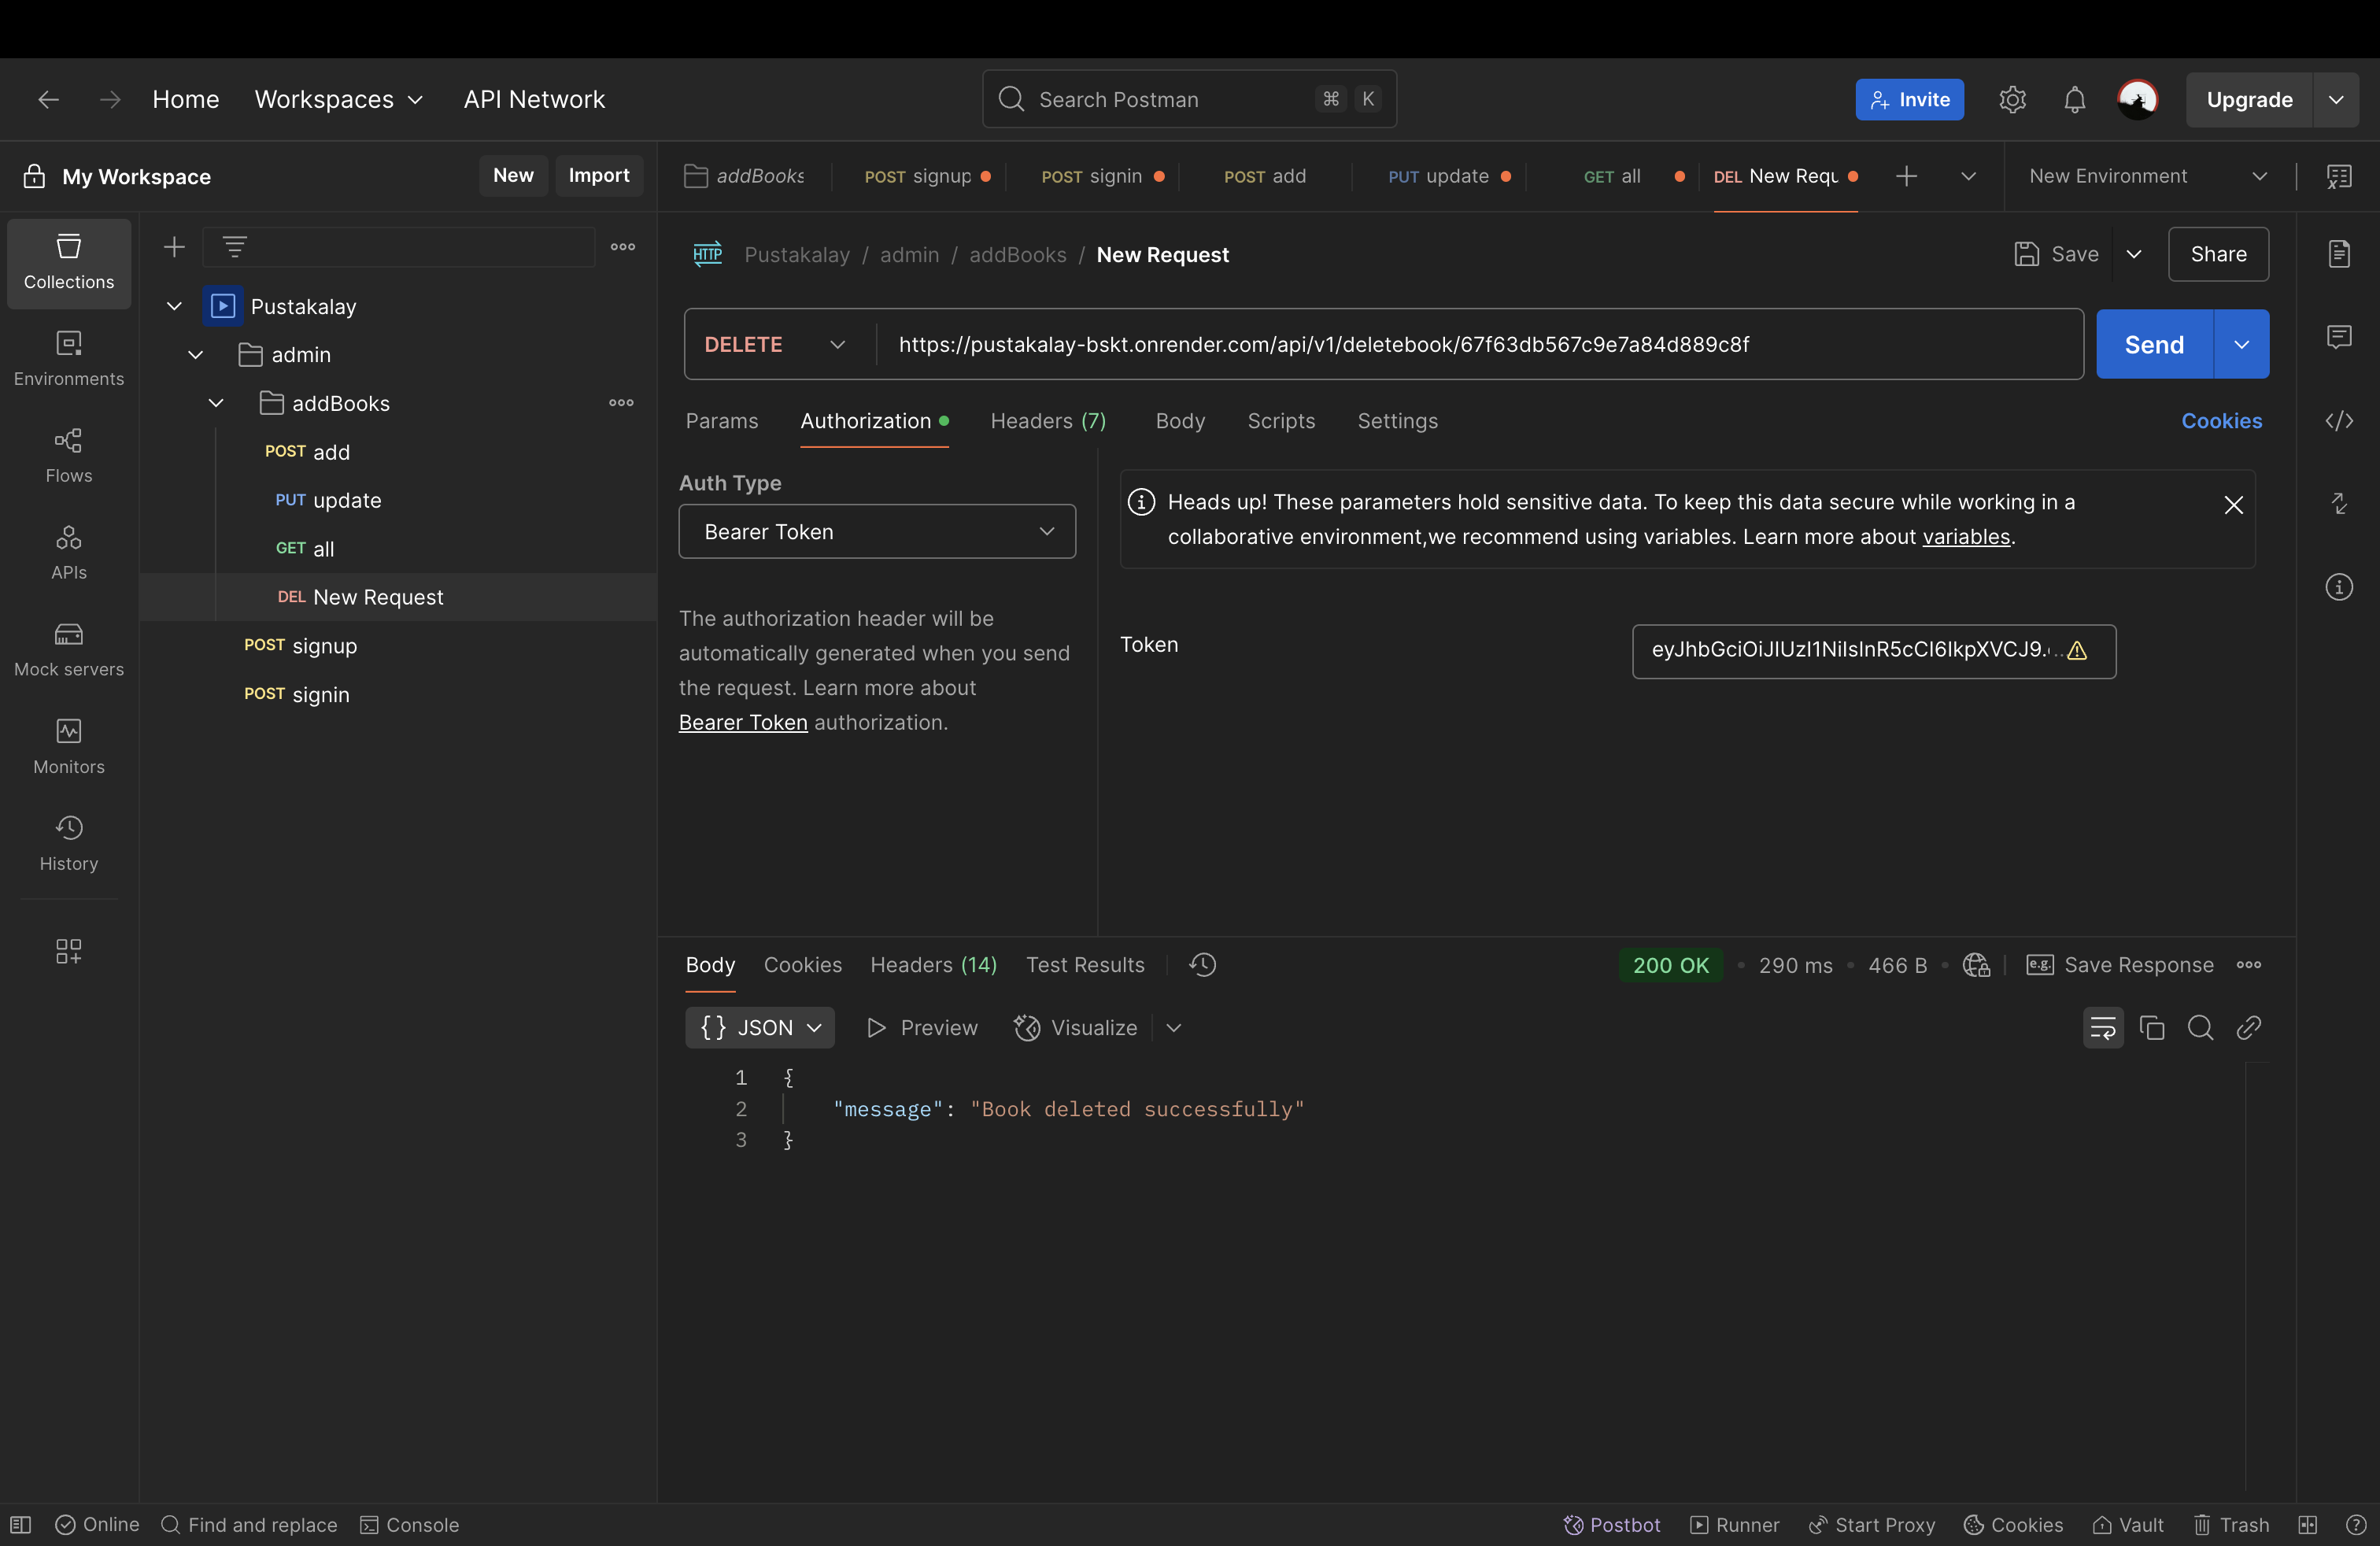 Home Workspaces API Network Search Postman ⌘ K Invite Upgrade
My Workspace New Import
addBooks POST signup POST signin POST add PUT update GET all DEL New Requ New Environment
Collections
Environments
Flows
APIs
Mock servers
Monitors
History
Pustakalay
admin
addBooks
POST add
PUT update
GET all
DEL New Request
POST signup
POST signin
HTTP Pustakalay / admin / addBooks / New Request Save Share
DELETE https://pustakalay-bskt.onrender.com/api/v1/deletebook/67f63db567c9e7a84d889c8f Send
Params Authorization Headers (7) Body Scripts Settings Cookies
Auth Type
Bearer Token
The authorization header will be
automatically generated when you send
the request. Learn more about
Bearer Token authorization.
Heads up! These parameters hold sensitive data. To keep this data secure while working in a
collaborative environment,we recommend using variables. Learn more about variables.
Token eyJhbGciOiJIUzI1NiIsInR5cCI6IkpXVCJ9.…
Body Cookies Headers (14) Test Results 200 OK • 290 ms • 466 B • e.g. Save Response
{} JSON Preview Visualize
1 {
2 "message": "Book deleted successfully"
3 }
Online Find and replace Console Postbot Runner Start Proxy Cookies Vault Trash